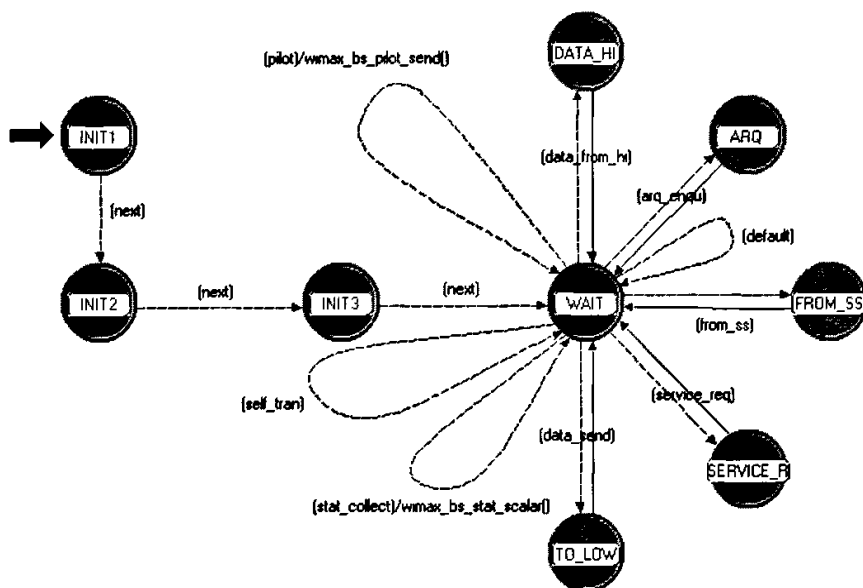 (pilot)/wimax_bs_pilot_send()
DATA_HI
INIT1
ARQ
(data_from_hi)
(arq_enqu)
(next)
(default)
INIT2
(next)
INIT3
(next)
WAIT
FROM_SS
(from_ss)
(self_tran)
(service_req)
(data_send)
SERVICE_R
(stat_collect)/wimax_bs_stat_scalar()
TO_LOW